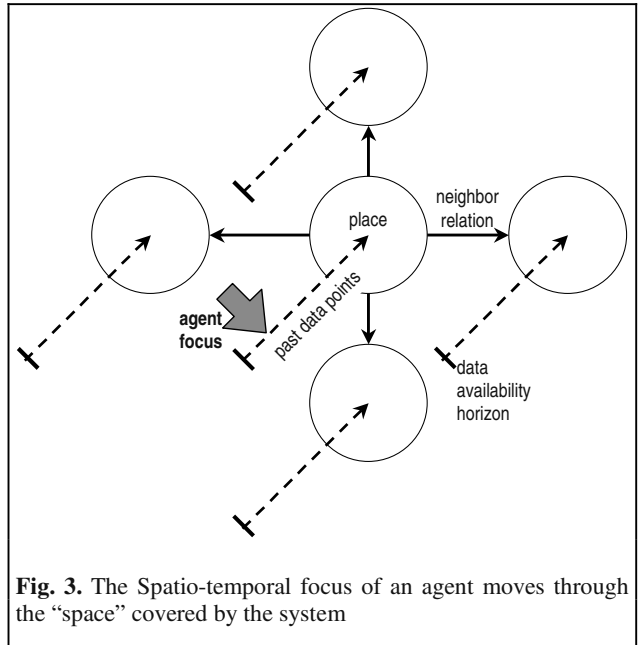 place
neighbor
relation
agent
focus
past data points
data
availability
horizon
Fig. 3. The Spatio-temporal focus of an agent moves through
the “space” covered by the system